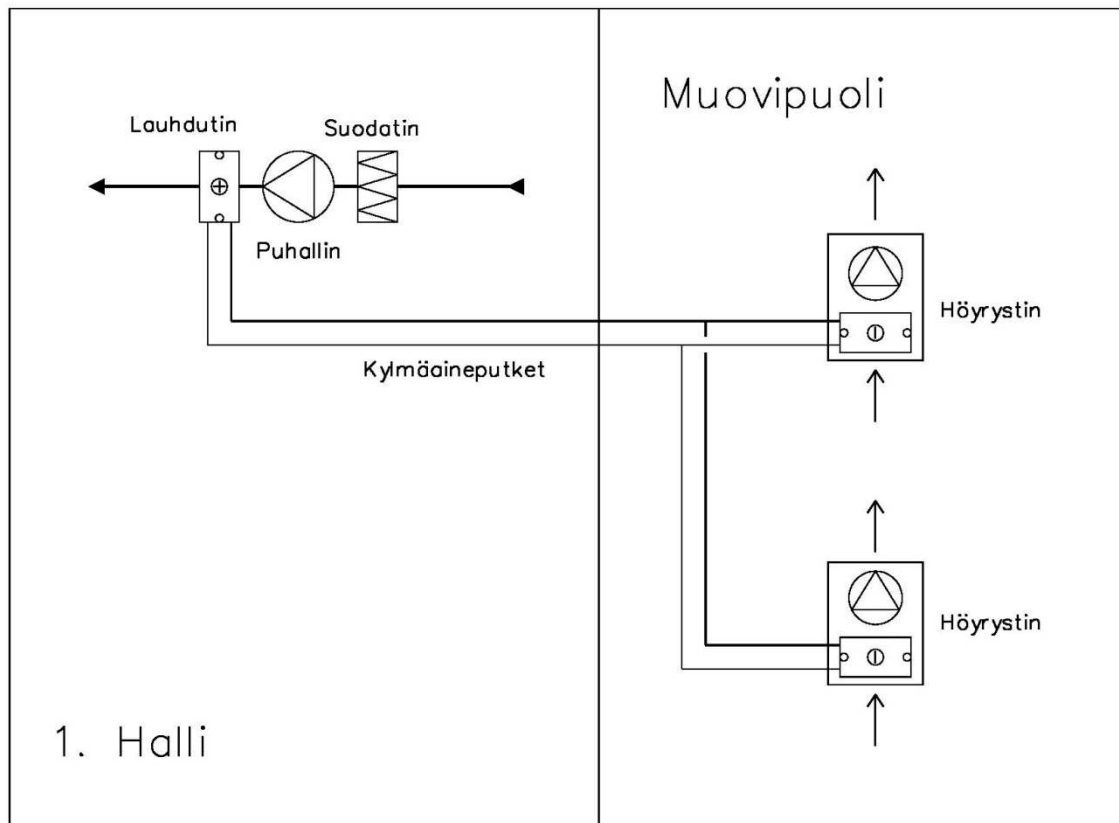 Muovipuoli
Lauhdutin
Suodatin
Puhallin
Höyrystin
Kylmäaineputket
Höyrystin
1. Halli